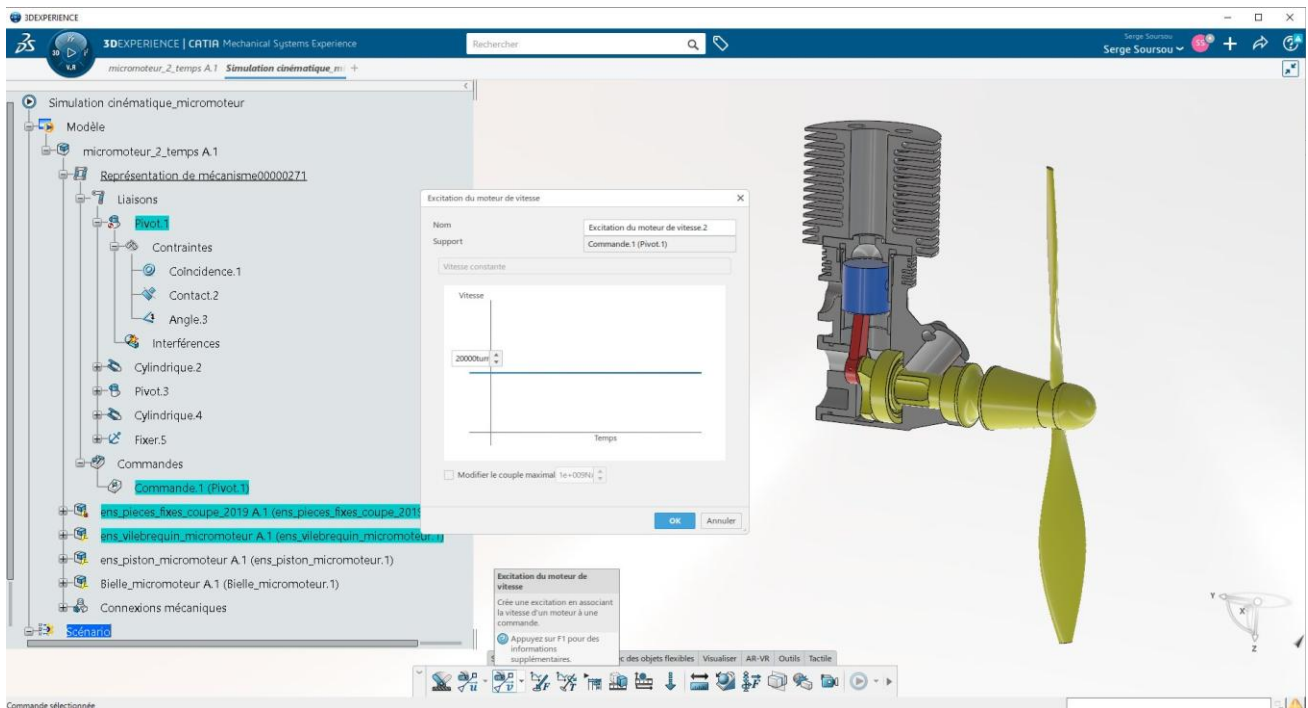 3DEXPERIENCE
3DEXPERIENCE | CATIA Mechanical Systems Experience
Rechercher
Serge Soursou
Serge Soursou
SS
3D
V.R
micromoteur_2_temps A.1
Simulation cinématique_mi
Simulation cinématique_micromoteur
Modèle
micromoteur_2_temps A.1
Représentation de mécanisme00000271
Liaisons
Pivot.1
Contraintes
Coïncidence.1
Contact.2
Angle.3
Interférences
Cylindrique.2
Pivot.3
Cylindrique.4
Fixer.5
Commandes
Commande.1 (Pivot.1)
ens_pieces_fixes_coupe_2019 A.1 (ens_pieces_fixes_coupe_2019
ens_vilebrequin_micromoteur A.1 (ens_vilebrequin_micromoteur.1)
ens_piston_micromoteur A.1 (ens_piston_micromoteur.1)
Bielle_micromoteur A.1 (Bielle_micromoteur.1)
Connexions mécaniques
Scénario
Excitation du moteur de vitesse
Nom
Excitation du moteur de vitesse.2
Support
Commande.1 (Pivot.1)
Vitesse constante
Vitesse
20000turr
Temps
Modifier le couple maximal 1e+009N
OK
Annuler
Excitation du moteur de
vitesse
Crée une excitation en associant
la vitesse d'un moteur à une
commande.
Appuyez sur F1 pour des
informations
supplémentaires.
c des objets flexibles
Visualiser
AR-VR
Outils
Tactile
Y
X
Z
Commande sélectionnée